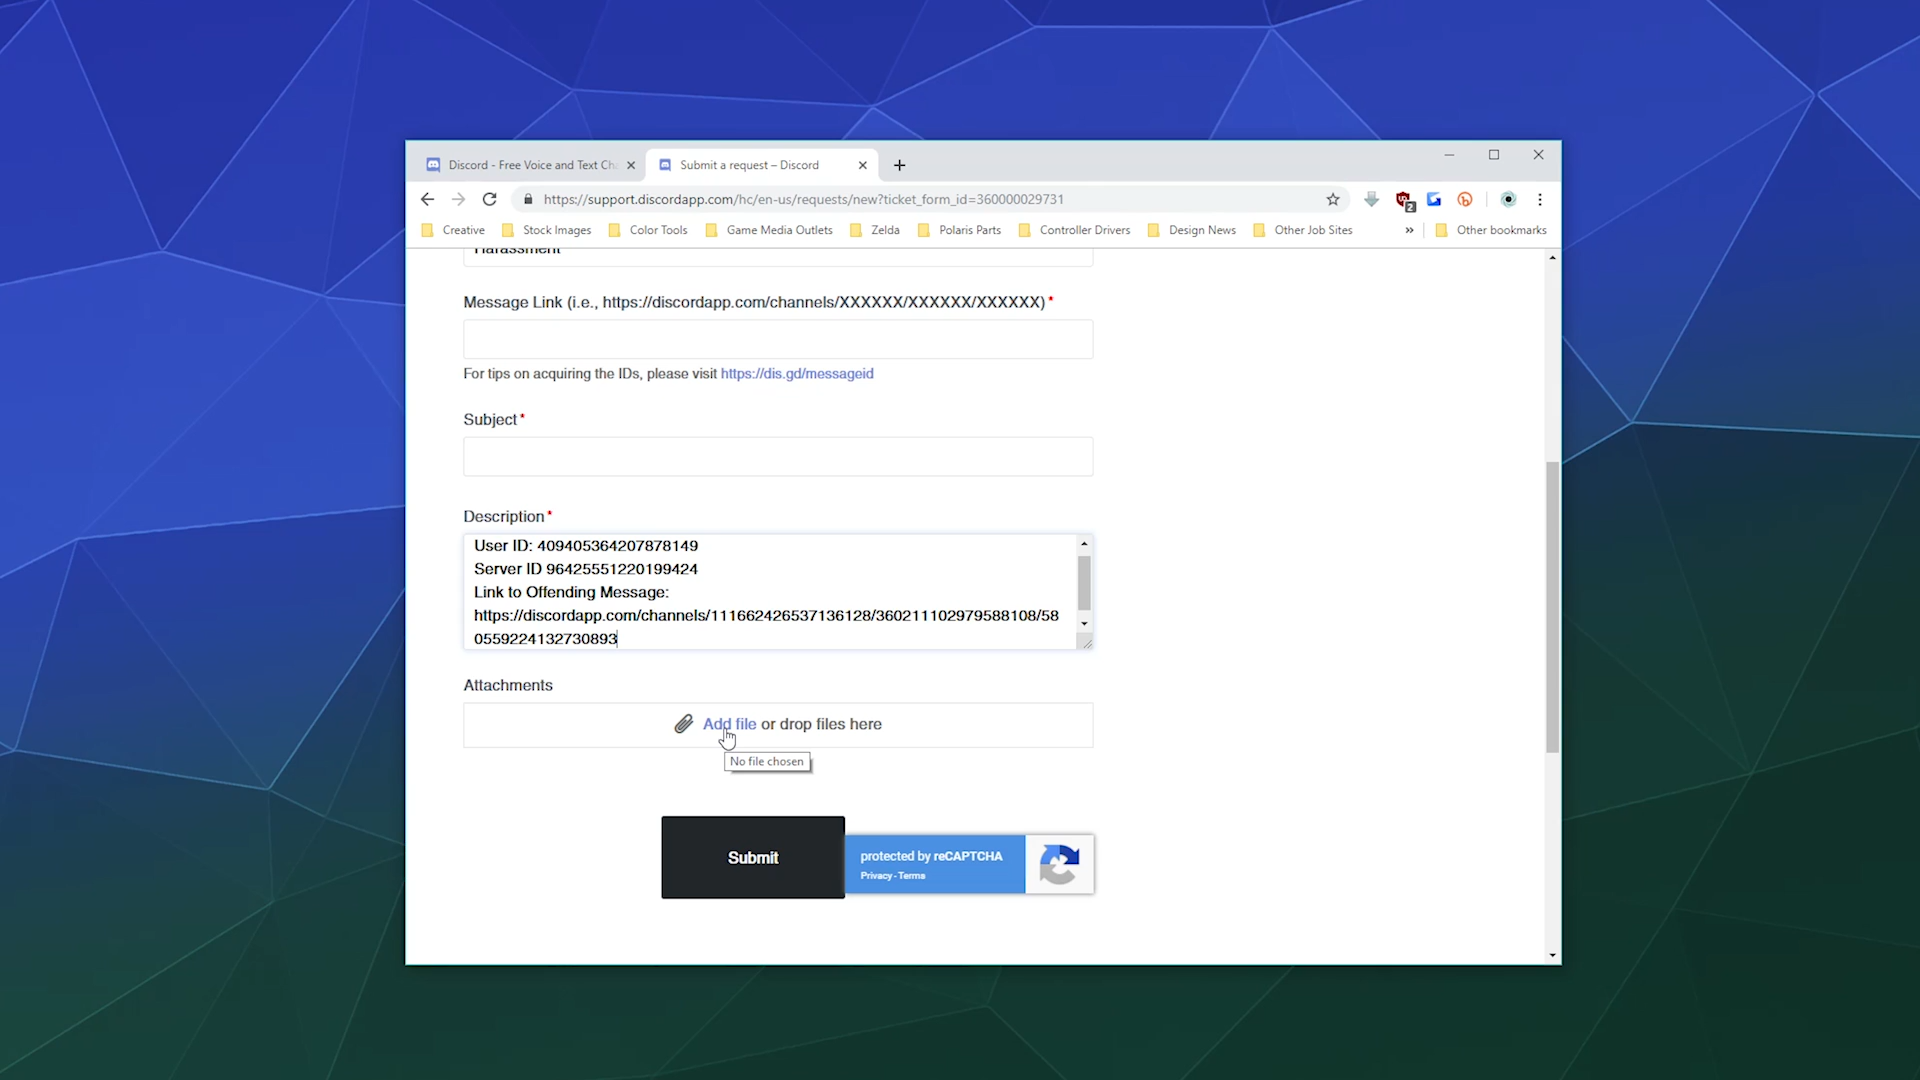 Discord - Free Voice and Text Ch
Submit a request – Discord
https://support.discordapp.com/hc/en-us/requests/new?ticket_form_id=360000029731
2
Creative
Stock Images
Color Tools
Game Media Outlets
Zelda
Polaris Parts
Controller Drivers
Design News
Other Job Sites
»
Other bookmarks
Harassment
Message Link (i.e., https://discordapp.com/channels/XXXXXX/XXXXXX/XXXXXX)*
For tips on acquiring the IDs, please visit https://dis.gd/messageid
Subject*
Description*
User ID: 409405364207878149
Server ID 96425551220199424
Link to Offending Message:
https://discordapp.com/channels/111662426537136128/360211102979588108/58
0559224132730893
Attachments
Add file or drop files here
No file chosen
Submit
protected by reCAPTCHA
Privacy - Terms